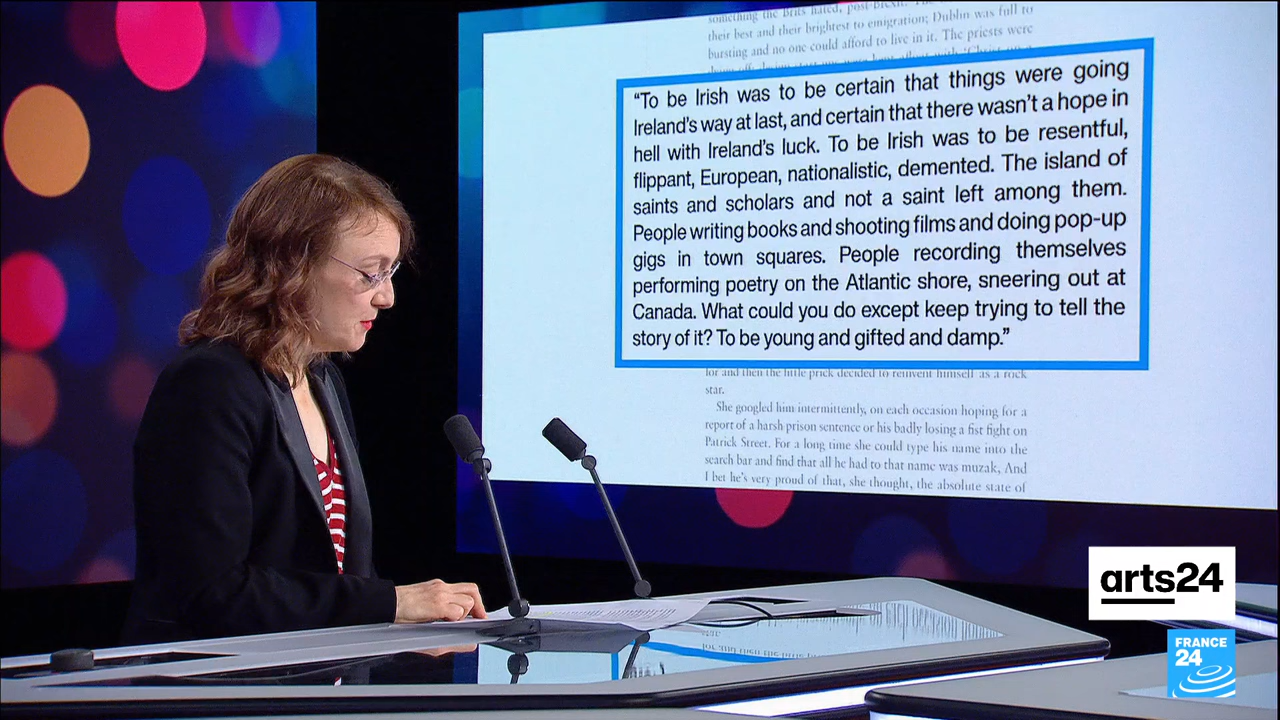 something the Brits hated, post-Brexit. The
their best and their brightest to emigration; Dublin was full to
bursting and no one could afford to live in it. The priests were
“To be Irish was to be certain that things were going
Ireland’s way at last, and certain that there wasn’t a hope in
hell with Ireland’s luck. To be Irish was to be resentful,
flippant, European, nationalistic, demented. The island of
saints and scholars and not a saint left among them.
People writing books and shooting films and doing pop-up
gigs in town squares. People recording themselves
performing poetry on the Atlantic shore, sneering out at
Canada. What could you do except keep trying to tell the
story of it? To be young and gifted and damp.”
for and then the little prick decided to reinvent himself as a rock
star.
She googled him intermittently, on each occasion hoping for a
report of a harsh prison sentence or his badly losing a fist fight on
Patrick Street. For a long time she could type his name into the
search bar and find that all he had to that name was muzak, And
I bet he’s very proud of that, she thought, the absolute state of
arts24
FRANCE
24